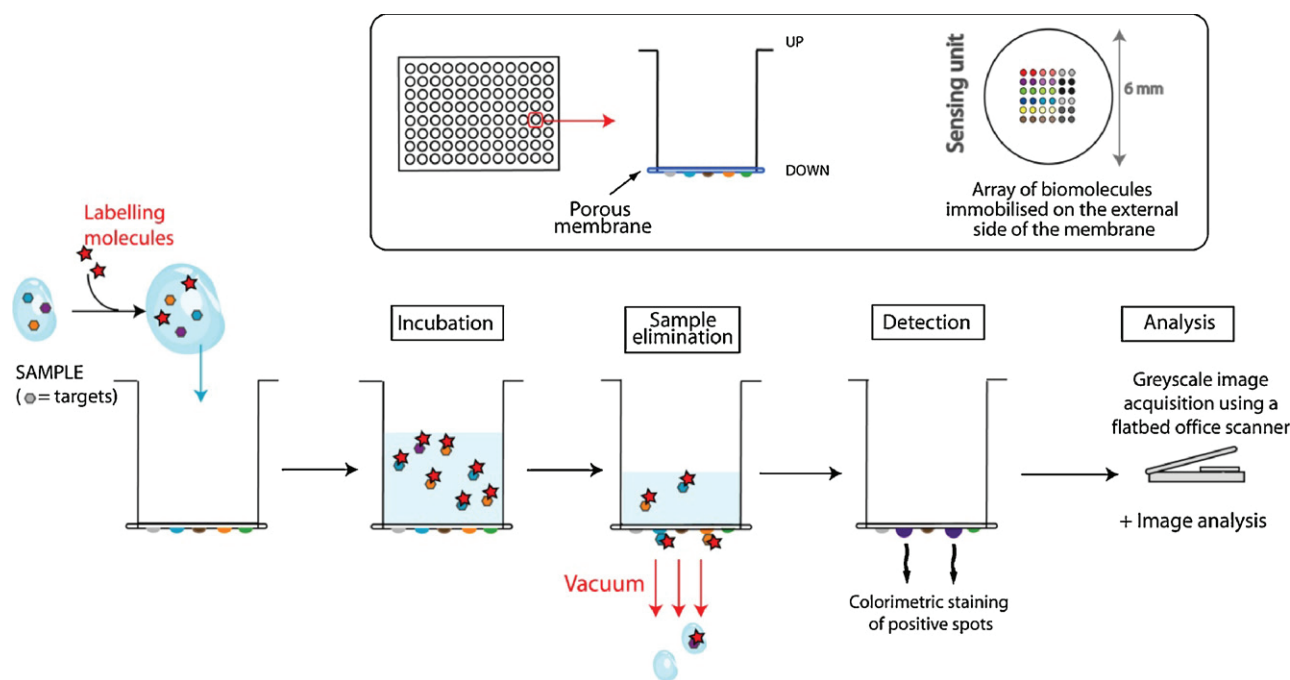 UP
DOWN
Porous
membrane
Sensing unit
6 mm
Array of biomolecules
immobilised on the external
side of the membrane
Labelling
molecules
SAMPLE
( = targets)
Incubation
Sample
elimination
Detection
Analysis
Vacuum
Colorimetric staining
of positive spots
Greyscale image
acquisition using a
flatbed office scanner
+ Image analysis